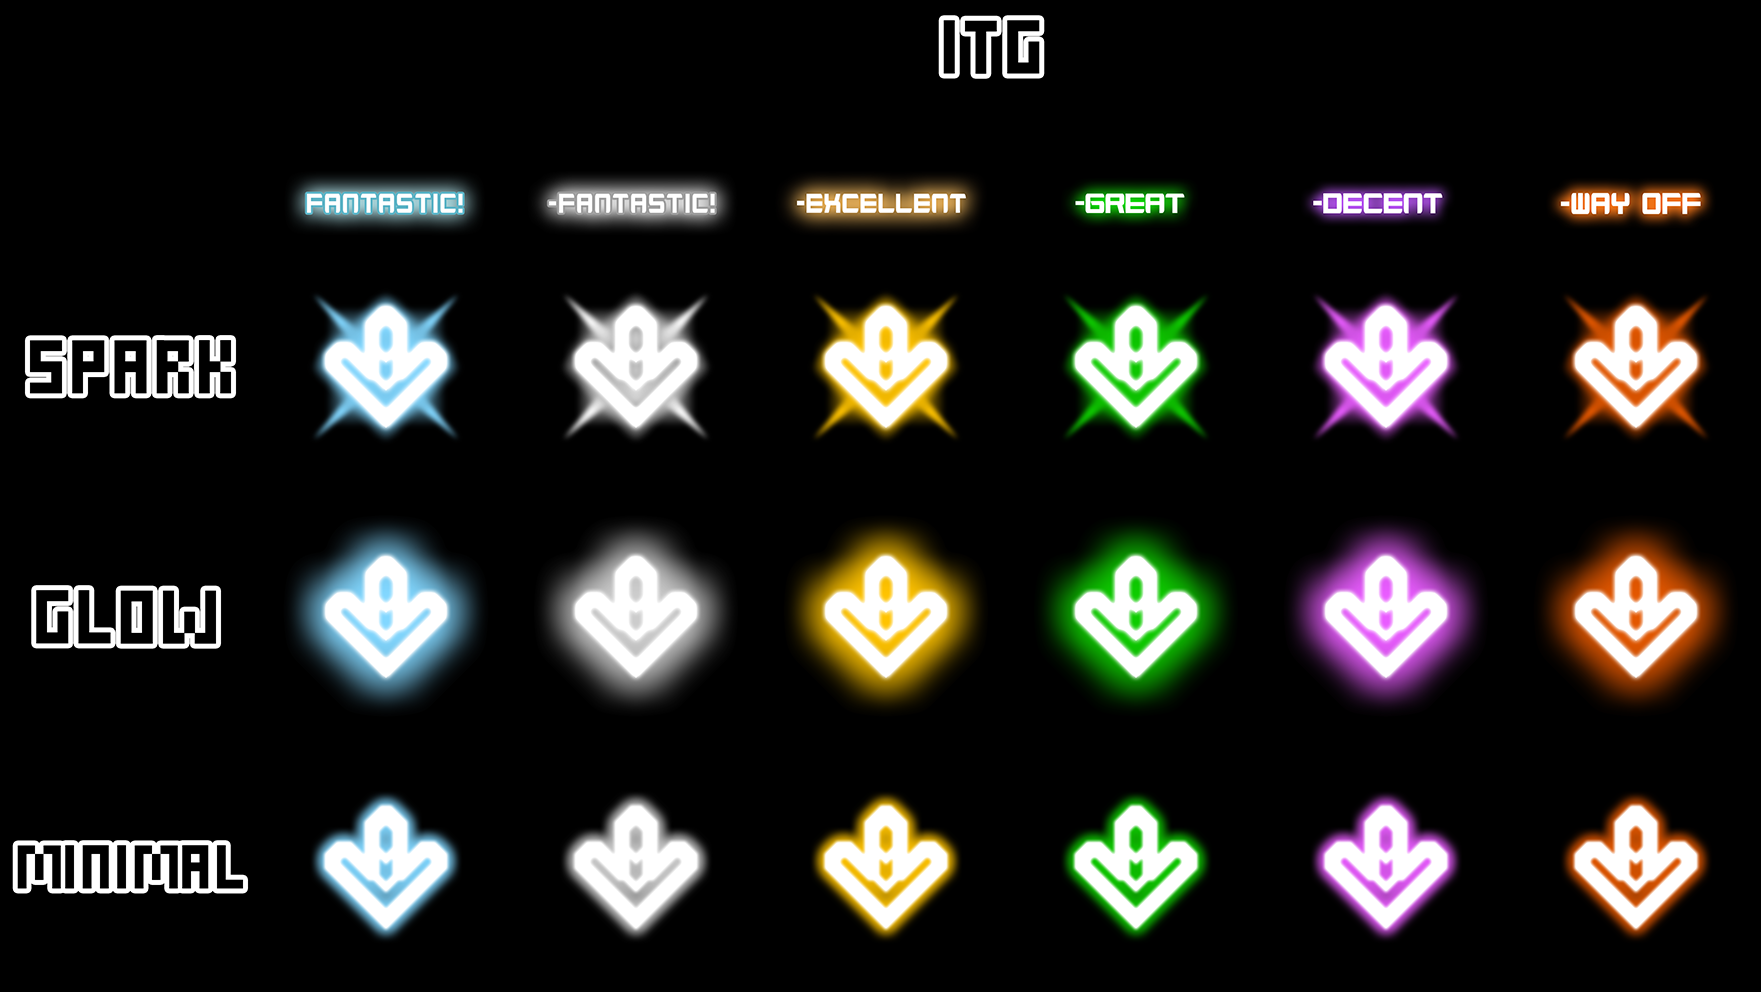 ITG
FANTASTIC! -FANTASTIC! -EXCELLENT -GREAT -DECENT -WAY OFF
SPARK
GLOW
MINIMAL